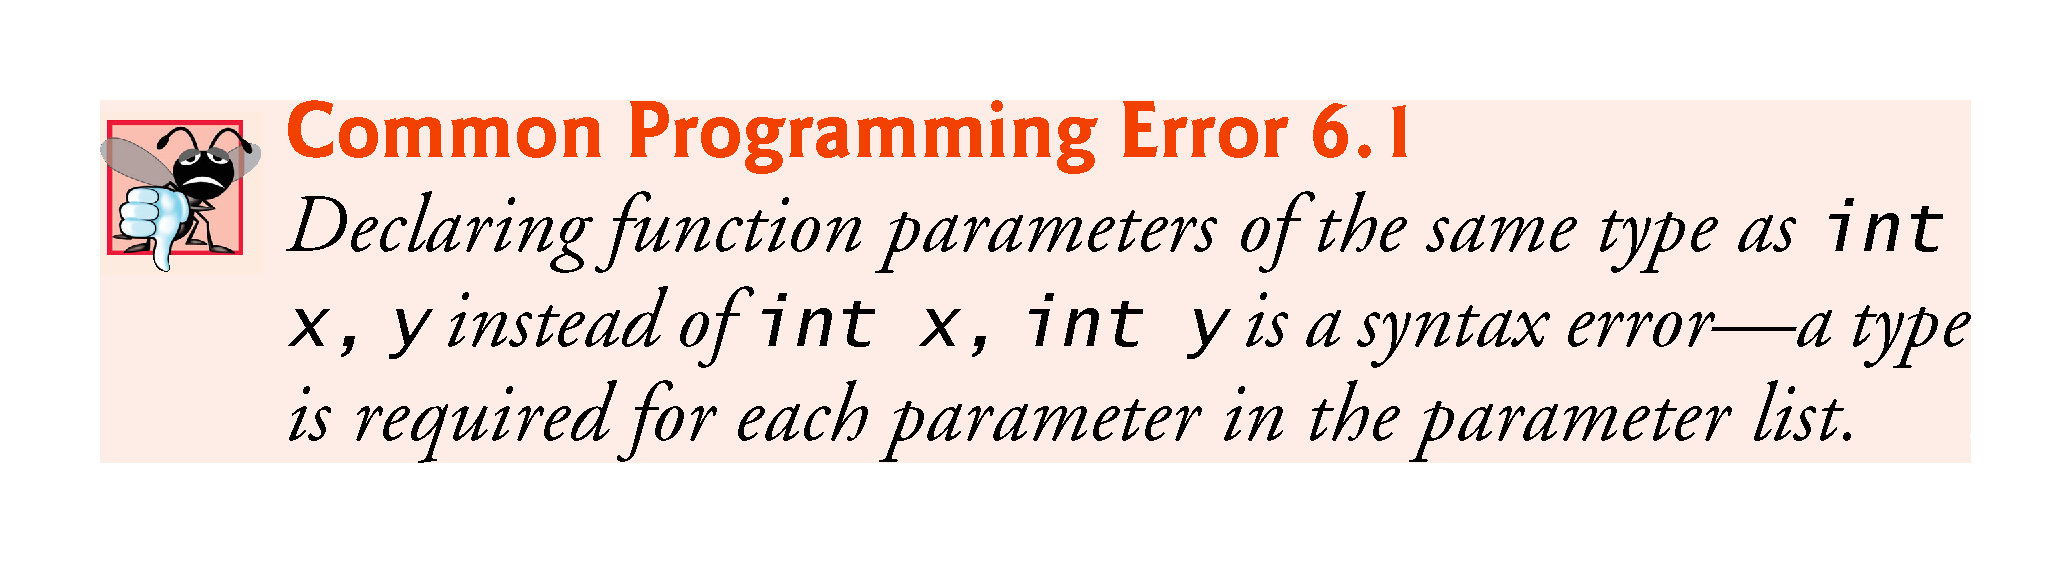 Common Programming Error 6.1
Declaring function parameters of the same type as int
x, y instead of int x, int y is a syntax error—a type
is required for each parameter in the parameter list.